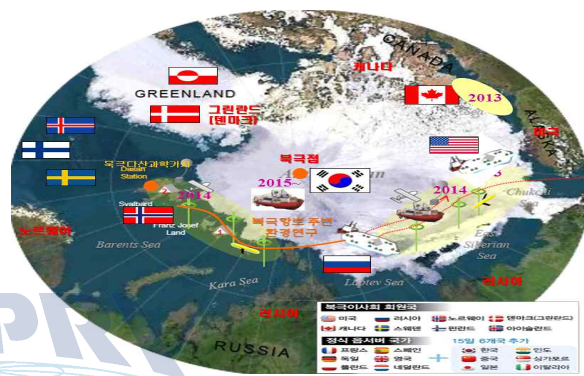 CANADA
캐나다
GREENLAND
그린란드
(덴마크)
2013
ALASKA
미국
북극점
북극다산과학기지
Dasan
Station
2015~
2014
2014
Svalbard
Franz Josef
Land
북극항로 주변
환경연구
노르웨이
Barents Sea
Kara Sea
Laptev Sea
East
Siberian
Sea
Chukchi
Sea
러시아
러시아
RUSSIA
북극이사회 회원국
미국 러시아 노르웨이 덴마크(그린란드)
캐나다 스웨덴 핀란드 아이슬란드
정식 옵서버 국가 15일 6개국 추가
프랑스 스페인 한국 인도
독일 영국 중국 싱가포르
폴란드 네덜란드 일본 이탈리아